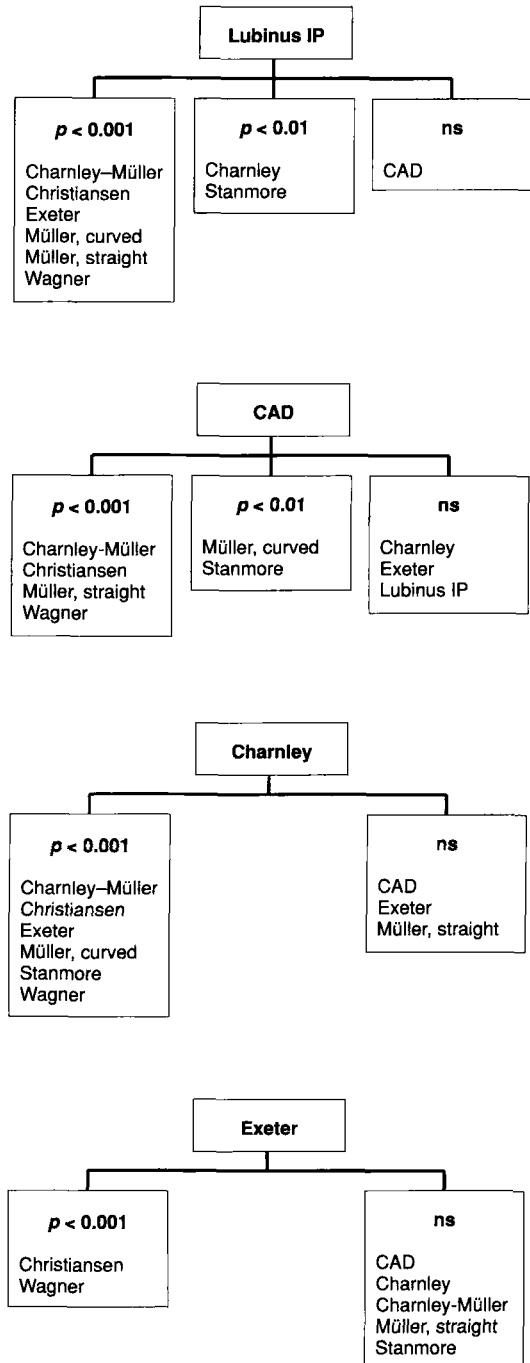 Lubinus IP
p < 0.001
Charnley–Müller
Christiansen
Exeter
Müller, curved
Müller, straight
Wagner
p < 0.01
Charnley
Stanmore
ns
CAD
CAD
p < 0.001
Charnley-Müller
Christiansen
Müller, straight
Wagner
p < 0.01
Müller, curved
Stanmore
ns
Charnley
Exeter
Lubinus IP
Charnley
p < 0.001
Charnley–Müller
Christiansen
Exeter
Müller, curved
Stanmore
Wagner
ns
CAD
Exeter
Müller, straight
Exeter
p < 0.001
Christiansen
Wagner
ns
CAD
Charnley
Charnley-Müller
Müller, straight
Stanmore